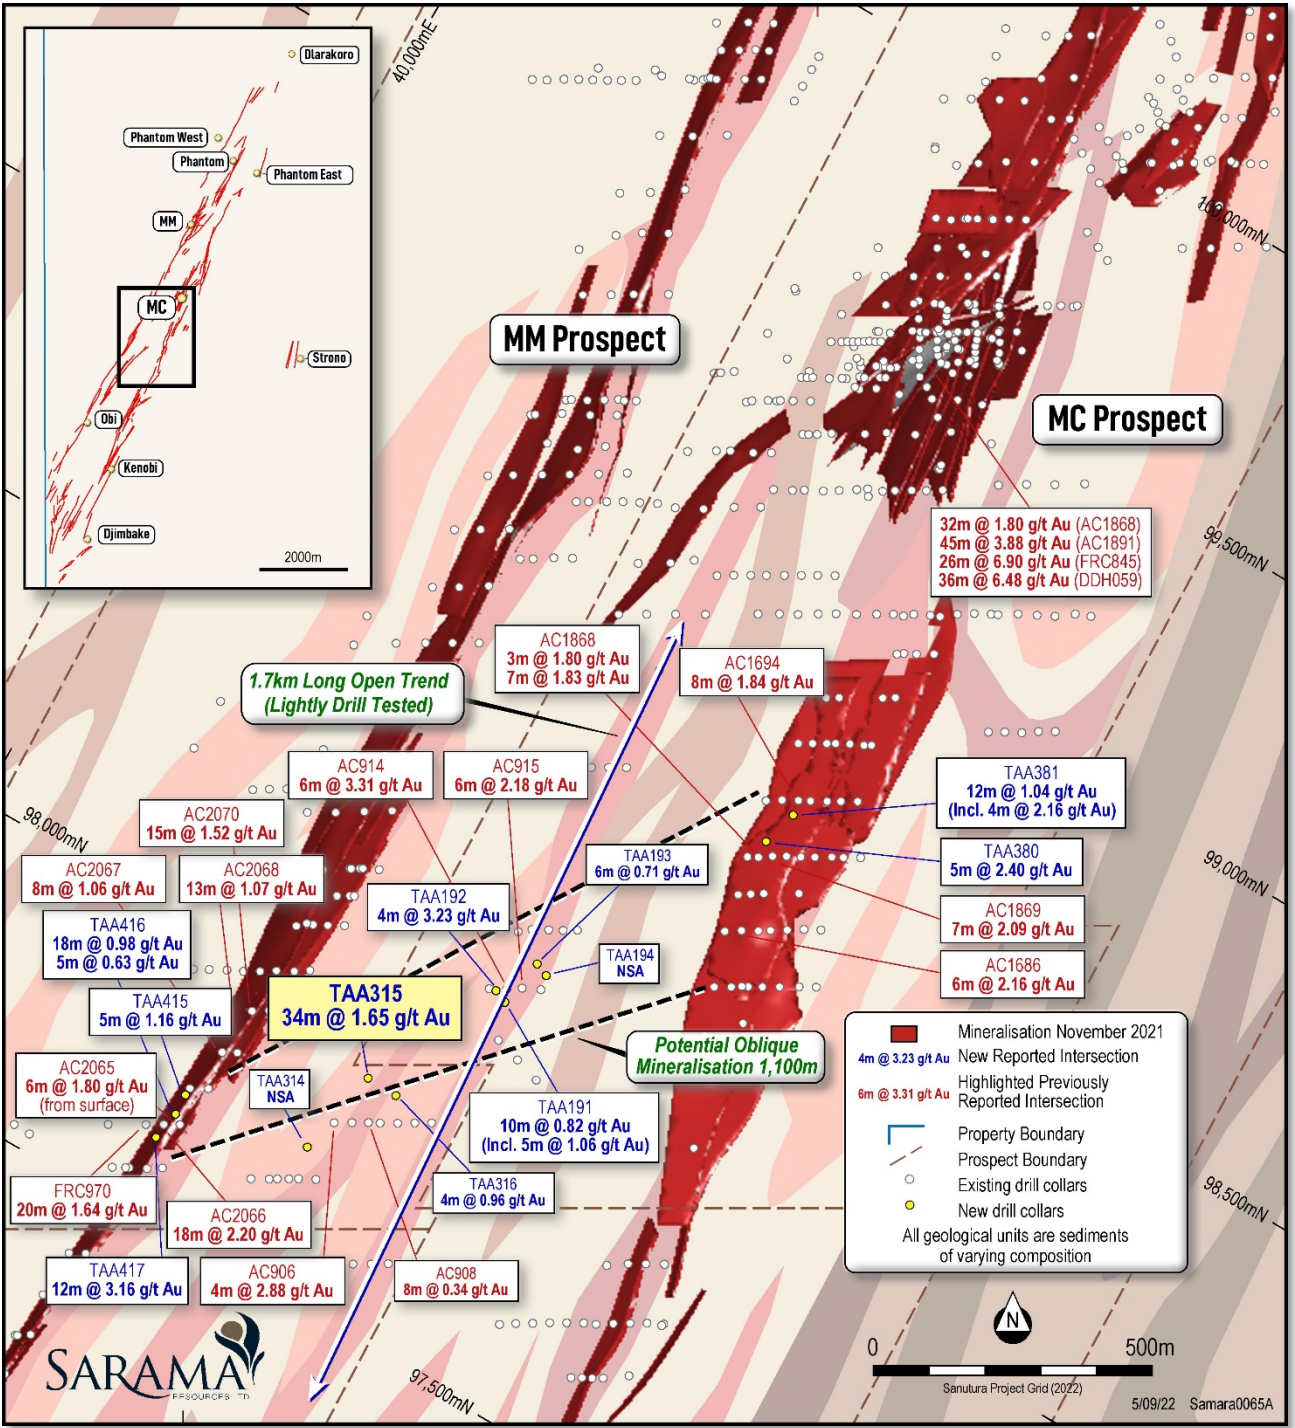 Dlarakoro
Phantom West
Phantom
Phantom East
MM
MC
Strono
Obi
Kenobi
Djimbake
2000m
40,000mE
MM Prospect
MC Prospect
100,000mN
32m @ 1.80 g/t Au (AC1868)
45m @ 3.88 g/t Au (AC1891)
26m @ 6.90 g/t Au (FRC845)
36m @ 6.48 g/t Au (DDH059)
99,500mN
AC1868
3m @ 1.80 g/t Au
7m @ 1.83 g/t Au
AC1694
8m @ 1.84 g/t Au
1.7km Long Open Trend
(Lightly Drill Tested)
AC914
6m @ 3.31 g/t Au
AC915
6m @ 2.18 g/t Au
TAA381
12m @ 1.04 g/t Au
(Incl. 4m @ 2.16 g/t Au)
98,000mN
AC2070
15m @ 1.52 g/t Au
AC2067
8m @ 1.06 g/t Au
AC2068
13m @ 1.07 g/t Au
TAA193
6m @ 0.71 g/t Au
TAA380
5m @ 2.40 g/t Au
99,000mN
TAA192
4m @ 3.23 g/t Au
TAA416
18m @ 0.98 g/t Au
5m @ 0.63 g/t Au
AC1869
7m @ 2.09 g/t Au
TAA194
NSA
AC1686
6m @ 2.16 g/t Au
TAA315
34m @ 1.65 g/t Au
TAA415
5m @ 1.16 g/t Au
AC2065
6m @ 1.80 g/t Au
(from surface)
TAA314
NSA
Potential Oblique
Mineralisation 1,100m
TAA191
10m @ 0.82 g/t Au
(Incl. 5m @ 1.06 g/t Au)
TAA316
4m @ 0.96 g/t Au
FRC970
20m @ 1.64 g/t Au
AC2066
18m @ 2.20 g/t Au
TAA417
12m @ 3.16 g/t Au
AC906
4m @ 2.88 g/t Au
AC908
8m @ 0.34 g/t Au
Mineralisation November 2021
4m @ 3.23 g/t Au New Reported Intersection
6m @ 3.31 g/t Au Highlighted Previously
Reported Intersection
Property Boundary
Prospect Boundary
Existing drill collars
New drill collars
All geological units are sediments
of varying composition
98,500mN
97,500mN
N
0 500m
Sanutura Project Grid (2022)
5/09/22 Samara0065A
SARAMA
RESOURCES LTD